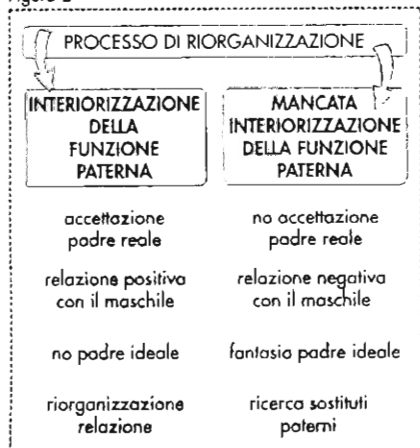 PROCESSO DI RIORGANIZZAZIONE
INTERIORIZZAZIONE
DELLA
FUNZIONE
PATERNA
MANCATA
INTERIORIZZAZIONE
DELLA FUNZIONE
PATERNA
accettazione
padre reale
no accettazione
padre reale
relazione positiva
con il maschile
relazione negativa
con il maschile
no padre ideale
fantasia padre ideale
riorganizzazione
relazione
ricerca sostituti
paterni